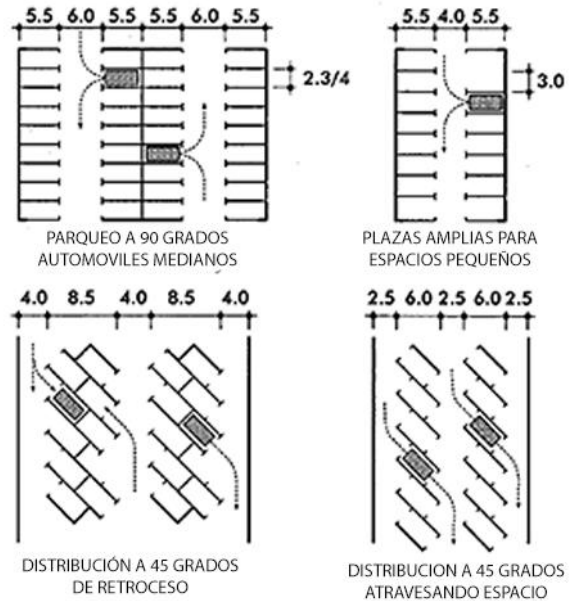 5.5 6.0 5.5 5.5 6.0 5.5
2.3/4
PARQUEO A 90 GRADOS
AUTOMOVILES MEDIANOS
5.5 4.0 5.5
3.0
PLAZAS AMPLIAS PARA
ESPACIOS PEQUEÑOS
4.0 8.5 4.0 8.5 4.0
DISTRIBUCIÓN A 45 GRADOS
DE RETROCESO
2.5 6.0 2.5 6.0 2.5
DISTRIBUCION A 45 GRADOS
ATRAVESANDO ESPACIO